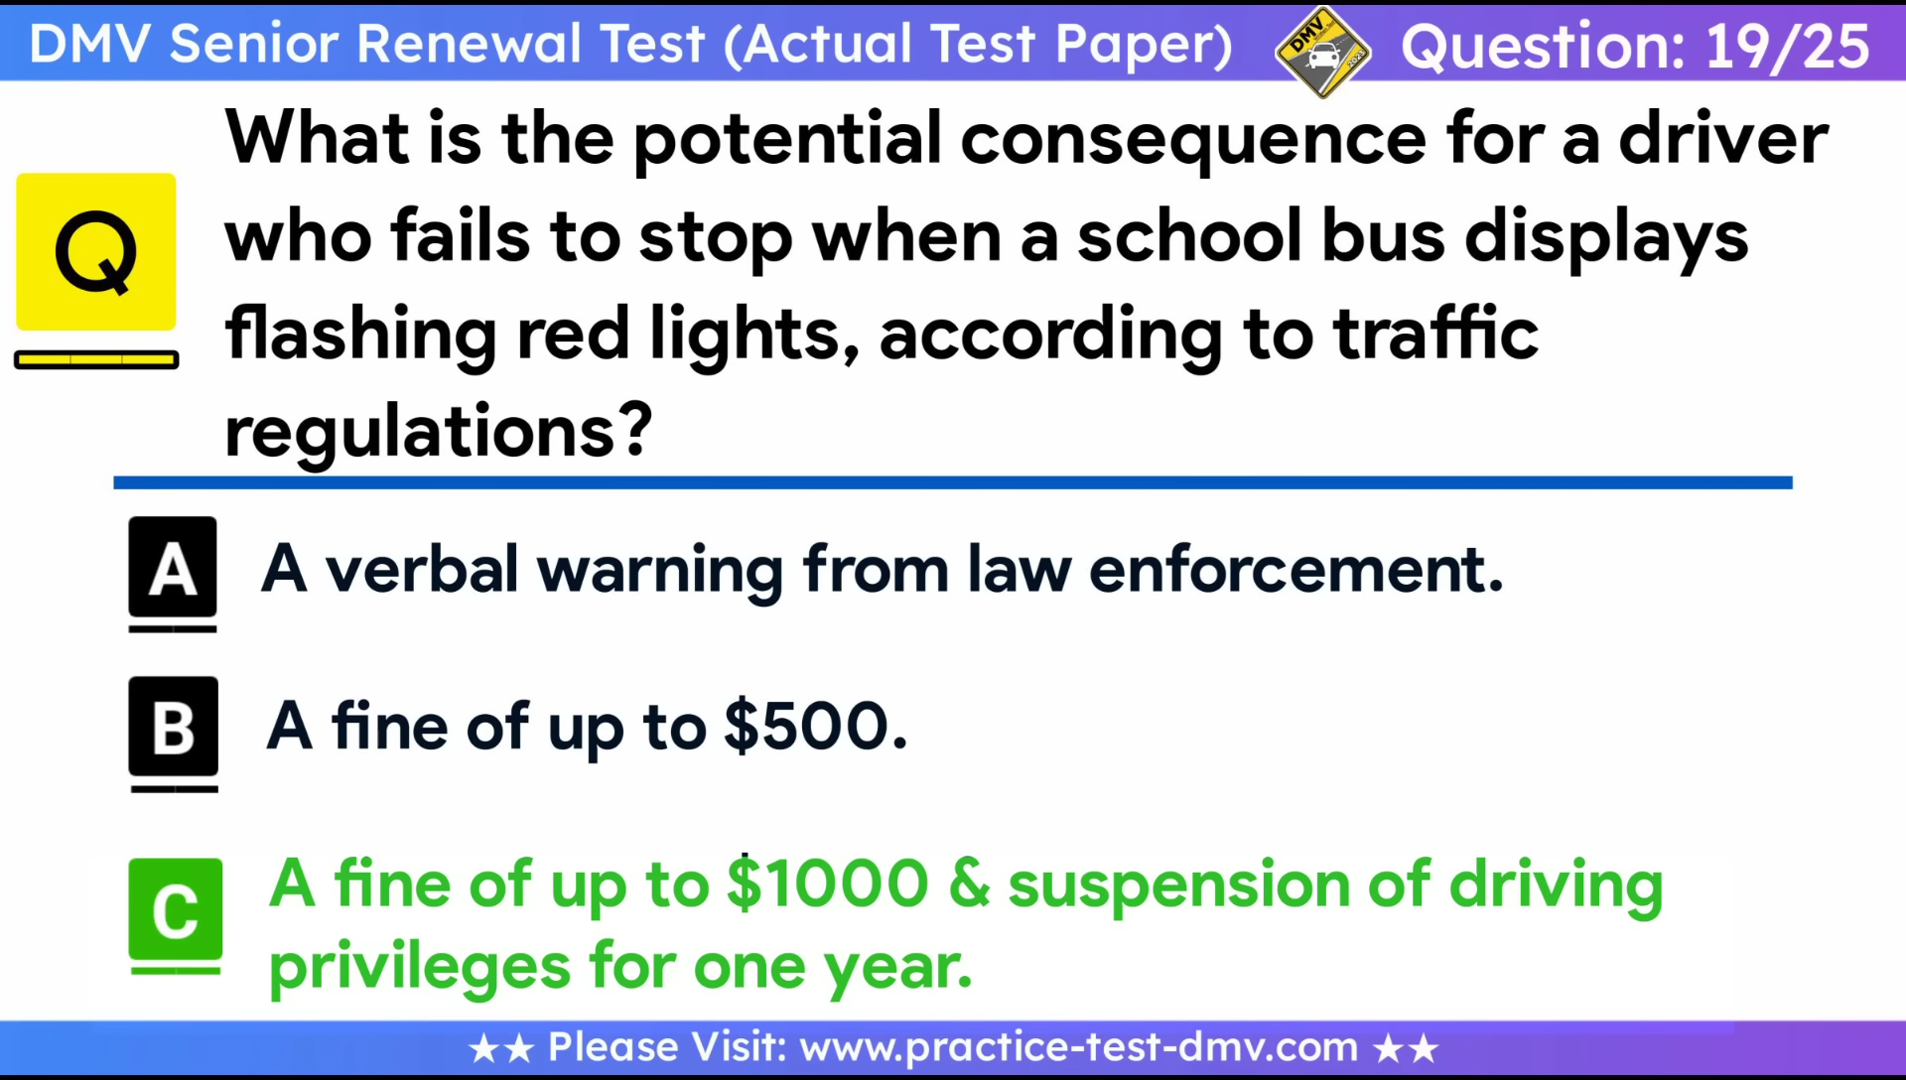 DMV Senior Renewal Test (Actual Test Paper)
DMV
2023
Question: 19/25
Q
What is the potential consequence for a driver
who fails to stop when a school bus displays
flashing red lights, according to traffic
regulations?
A
A verbal warning from law enforcement.
B
A fine of up to $500.
C
A fine of up to $1000 & suspension of driving
privileges for one year.
★★ Please Visit: www.practice-test-dmv.com ★★